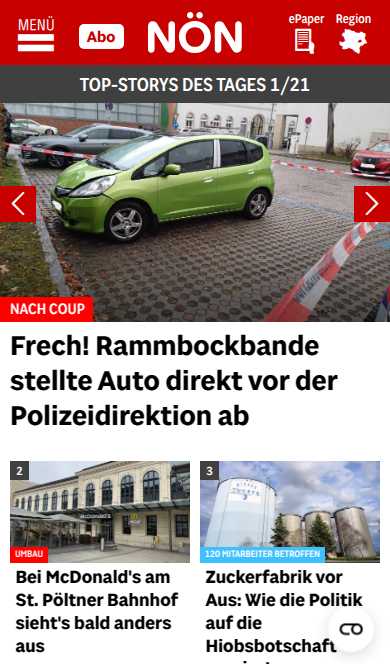 MENÜ
Abo
NÖN
ePaper
Region
TOP-STORYS DES TAGES 1/21
NACH COUP
Frech! Rammbockbande
stellte Auto direkt vor der
Polizeidirektion ab
2
McDonald's
UMBAU
Bei McDonald's am
St. Pöltner Bahnhof
sieht's bald anders
aus
3
120 MITARBEITER BETROFFEN
Zuckerfabrik vor
Aus: Wie die Politik
auf die
Hiobsbotschaft